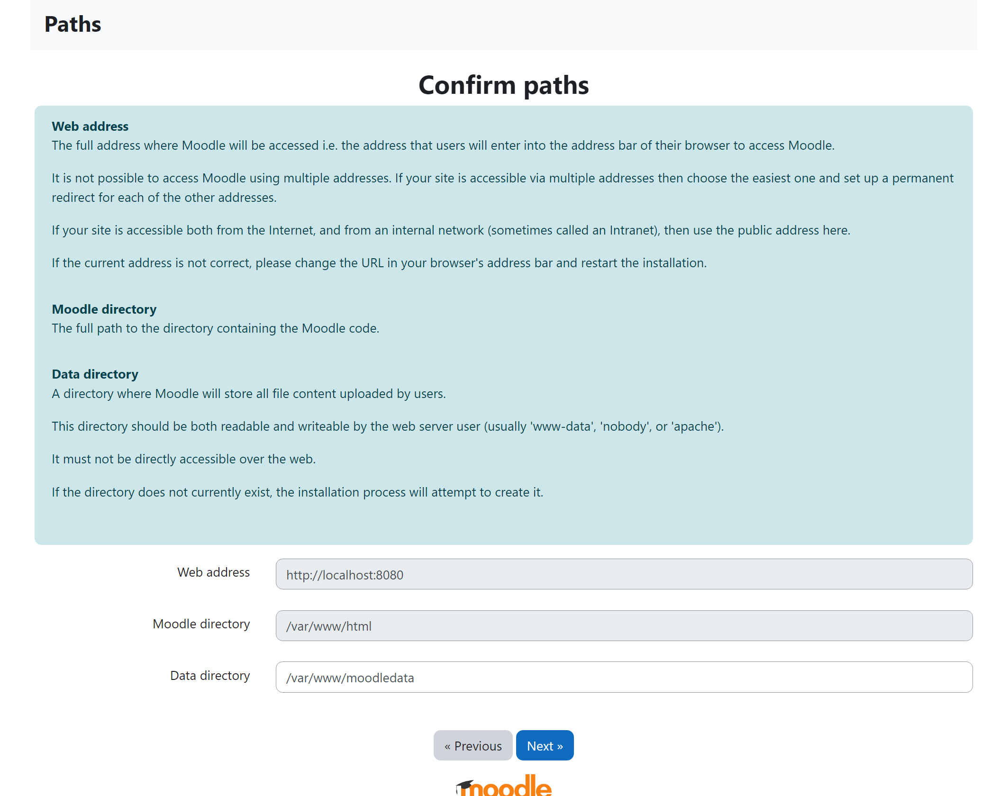 Paths
Confirm paths
Web address
The full address where Moodle will be accessed i.e. the address that users will enter into the address bar of their browser to access Moodle.
It is not possible to access Moodle using multiple addresses. If your site is accessible via multiple addresses then choose the easiest one and set up a permanent
redirect for each of the other addresses.
If your site is accessible both from the Internet, and from an internal network (sometimes called an Intranet), then use the public address here.
If the current address is not correct, please change the URL in your browser's address bar and restart the installation.
Moodle directory
The full path to the directory containing the Moodle code.
Data directory
A directory where Moodle will store all file content uploaded by users.
This directory should be both readable and writeable by the web server user (usually 'www-data', 'nobody', or 'apache').
It must not be directly accessible over the web.
If the directory does not currently exist, the installation process will attempt to create it.
Web address http://localhost:8080
Moodle directory /var/www/html
Data directory /var/www/moodledata
« Previous Next »
moodle